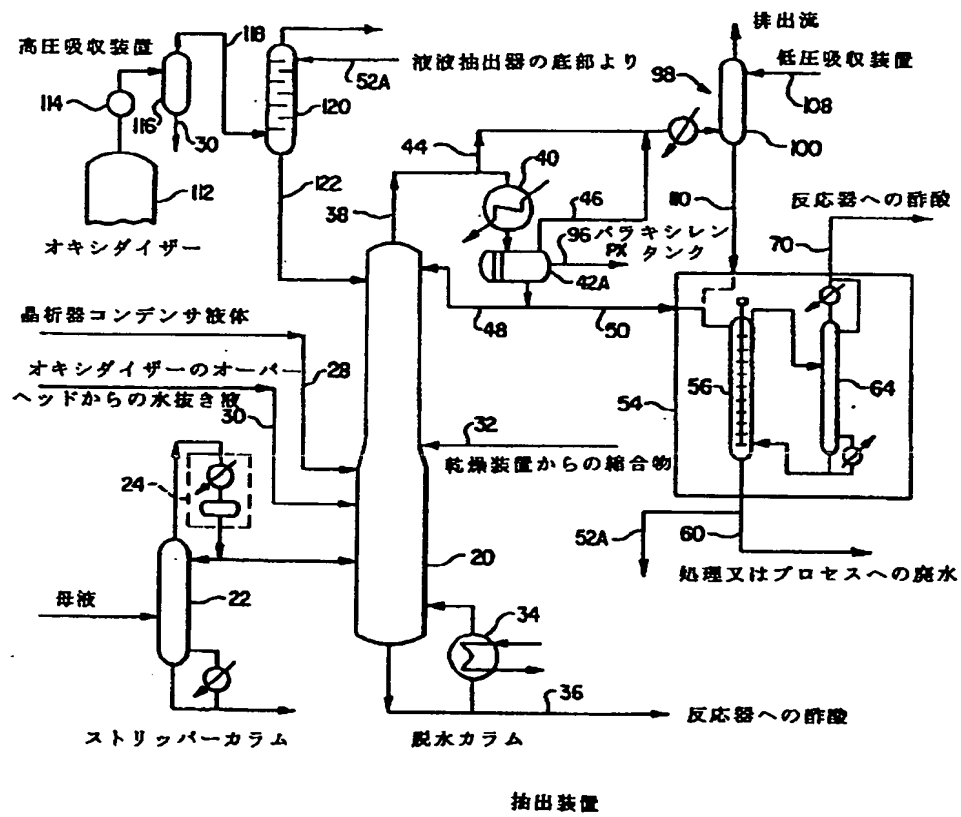 排出流
高圧吸収装置
118
液液抽出器の底部より
52A
98
低圧吸収装置
108
114
116
30
120
100
112
オキシダイザー
122
44
40
38
46
110
反応器への酢酸
96
パラキシレン
PX タンク
70
42A
晶析器コンデンサ液体
48
50
オキシダイザーのオーバー
ヘッドからの水抜き液
28
30
54
56
64
32
乾燥装置からの縮合物
24
52A
60
20
処理又はプロセスへの廃水
母液
22
34
36
反応器への酢酸
ストリッパーカラム
脱水カラム
抽出装置